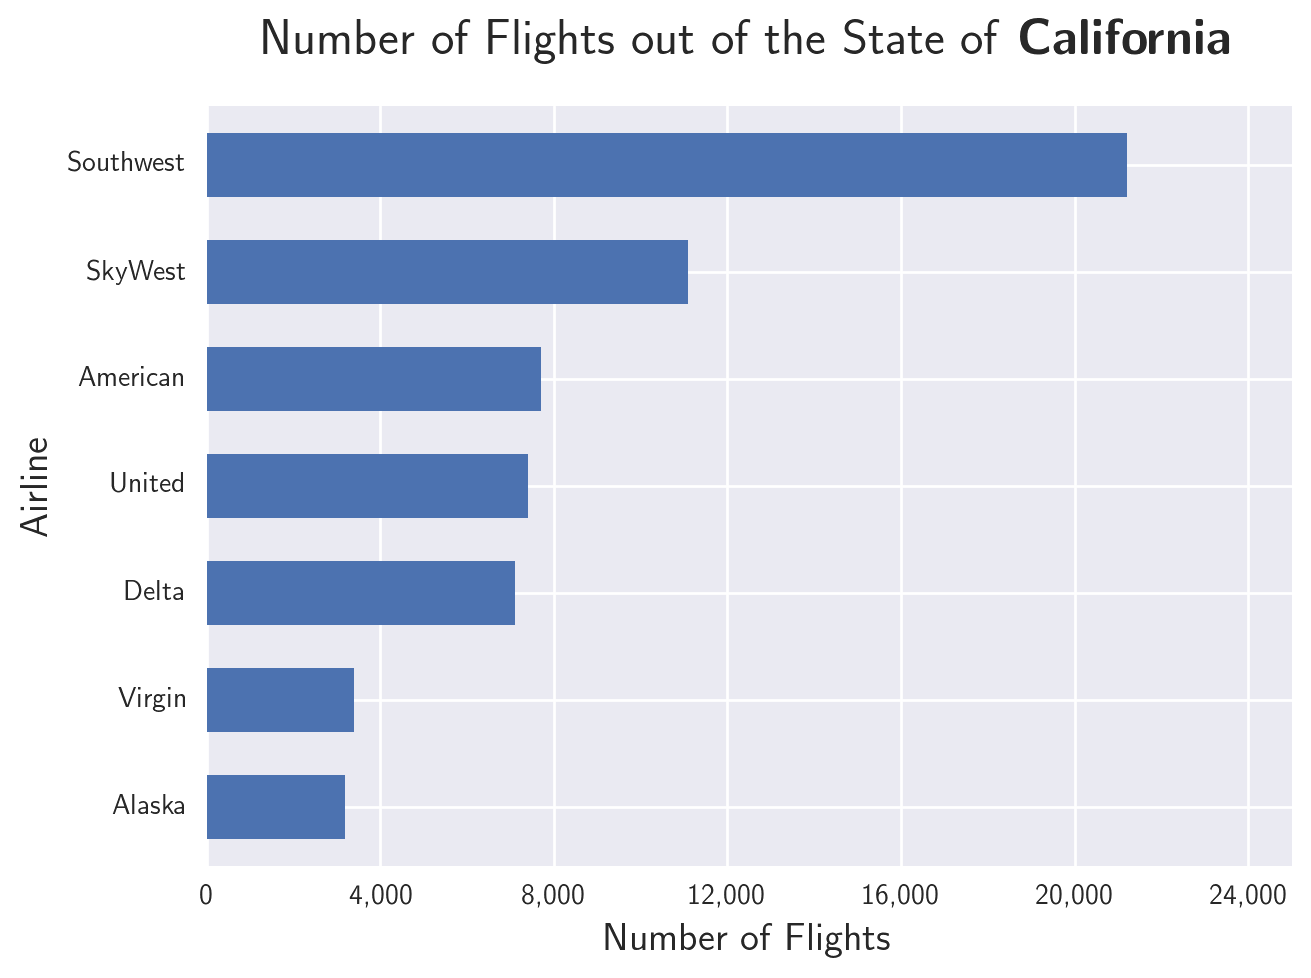 Number of Flights out of the State of California
Southwest
SkyWest
American
United
Delta
Virgin
Alaska
Airline
0 4,000 8,000 12,000 16,000 20,000 24,000
Number of Flights